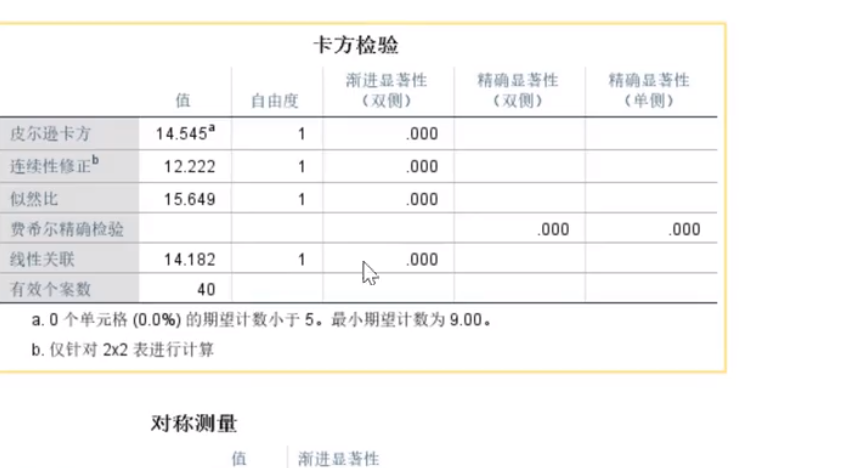 卡方检验
值 自由度 渐进显著性（双侧） 精确显著性（双侧） 精确显著性（单侧）
皮尔逊卡方 14.545a 1 .000
连续性修正b 12.222 1 .000
似然比 15.649 1 .000
费希尔精确检验 .000 .000
线性关联 14.182 1 .000
有效个案数 40
a. 0 个单元格 (0.0%) 的期望计数小于 5。最小期望计数为 9.00。
b. 仅针对 2x2 表进行计算
对称测量
值 渐进显著性